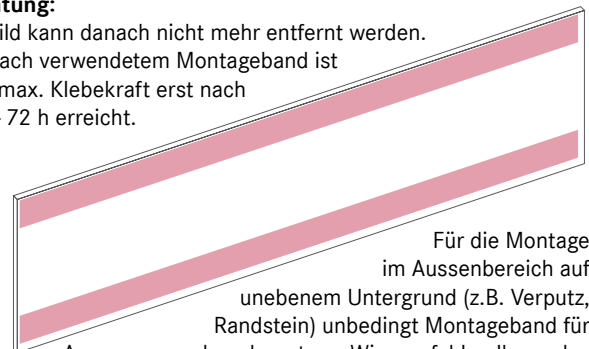 tung:
ild kann danach nicht mehr entfernt werden.
ach verwendetem Montageband ist
max. Klebekraft erst nach
72 h erreicht.
Für die Montage
im Aussenbereich auf
unebenem Untergrund (z.B. Verputz,
Randstein) unbedingt Montageband für